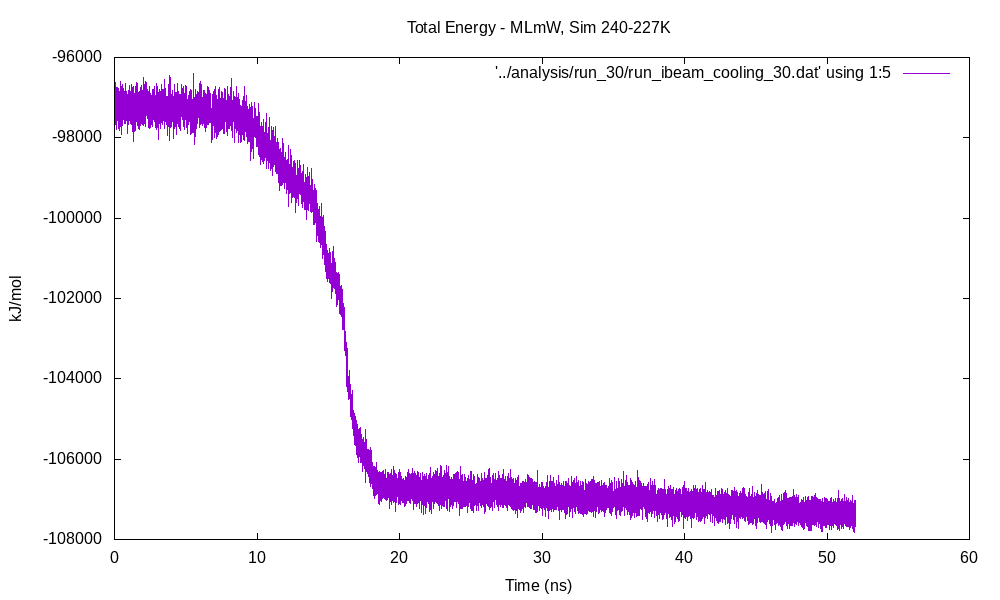 Total Energy - MLmW, Sim 240-227K
'../analysis/run_30/run_ibeam_cooling_30.dat' using 1:5
-96000
-98000
-100000
-102000
-104000
-106000
-108000
kJ/mol
0 10 20 30 40 50 60
Time (ns)